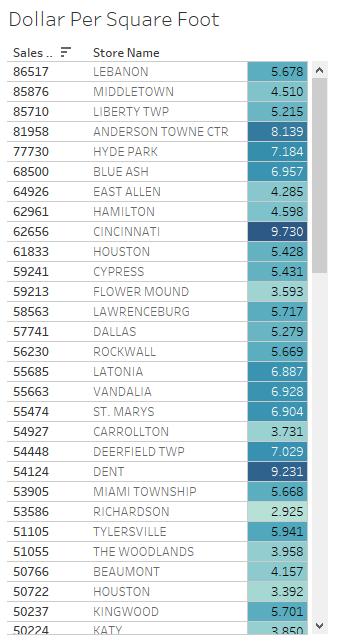 Dollar Per Square Foot
Sales .. Store Name
86517 LEBANON 5.678
85876 MIDDLETOWN 4.510
85710 LIBERTY TWP 5.215
81958 ANDERSON TOWNE CTR 8.139
77730 HYDE PARK 7.184
68500 BLUE ASH 6.957
64926 EAST ALLEN 4.285
62961 HAMILTON 4.598
62656 CINCINNATI 9.730
61833 HOUSTON 5.428
59241 CYPRESS 5.431
59213 FLOWER MOUND 3.593
58563 LAWRENCEBURG 5.717
57741 DALLAS 5.279
56230 ROCKWALL 5.669
55685 LATONIA 6.887
55663 VANDALIA 6.928
55474 ST. MARYS 6.904
54927 CARROLLTON 3.731
54448 DEERFIELD TWP 7.029
54124 DENT 9.231
53905 MIAMI TOWNSHIP 5.668
53586 RICHARDSON 2.925
51105 TYLERSVILLE 5.941
51055 THE WOODLANDS 3.958
50766 BEAUMONT 4.157
50722 HOUSTON 3.392
50237 KINGWOOD 5.701
50224 KATY 3.850